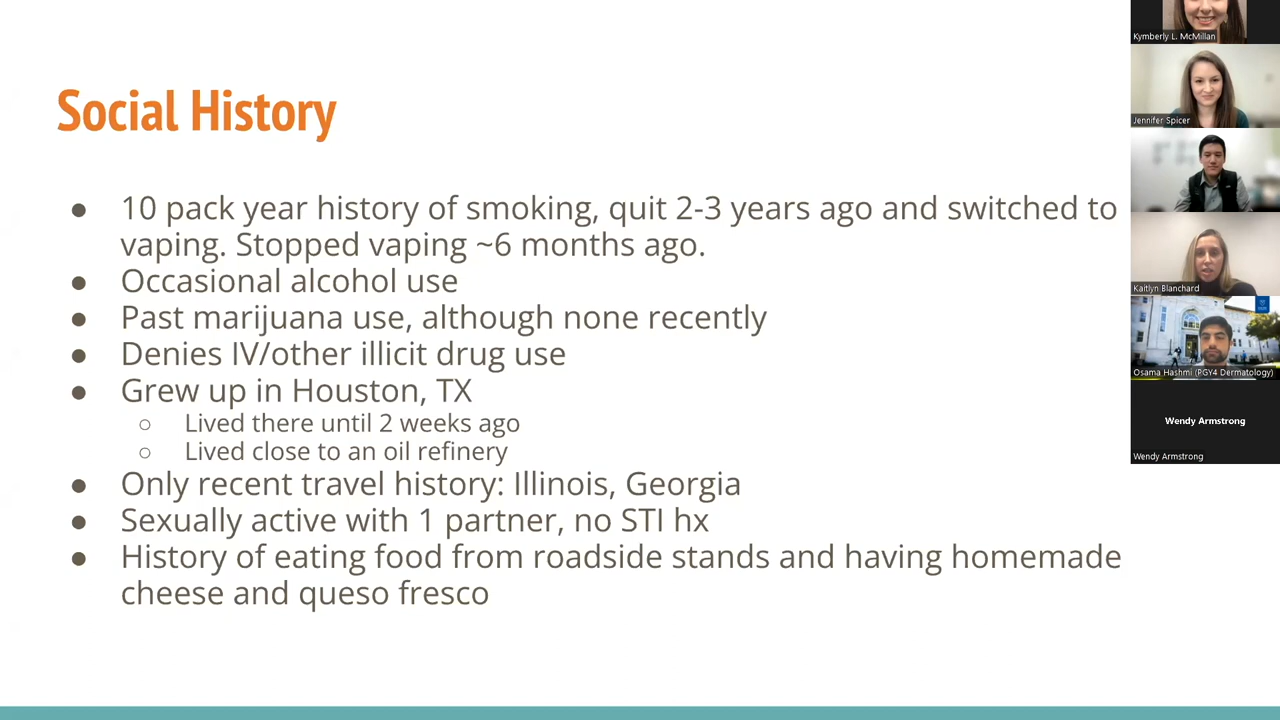 Social History
● 10 pack year history of smoking, quit 2-3 years ago and switched to
vaping. Stopped vaping ~6 months ago.
● Occasional alcohol use
● Past marijuana use, although none recently
● Denies IV/other illicit drug use
● Grew up in Houston, TX
○ Lived there until 2 weeks ago
○ Lived close to an oil refinery
● Only recent travel history: Illinois, Georgia
● Sexually active with 1 partner, no STI hx
● History of eating food from roadside stands and having homemade
cheese and queso fresco
Kymberly L. McMillan
Jennifer Spicer
Kaitlyn Blanchard
Osama Hashmi (PGY4 Dermatology)
Wendy Armstrong
Wendy Armstrong